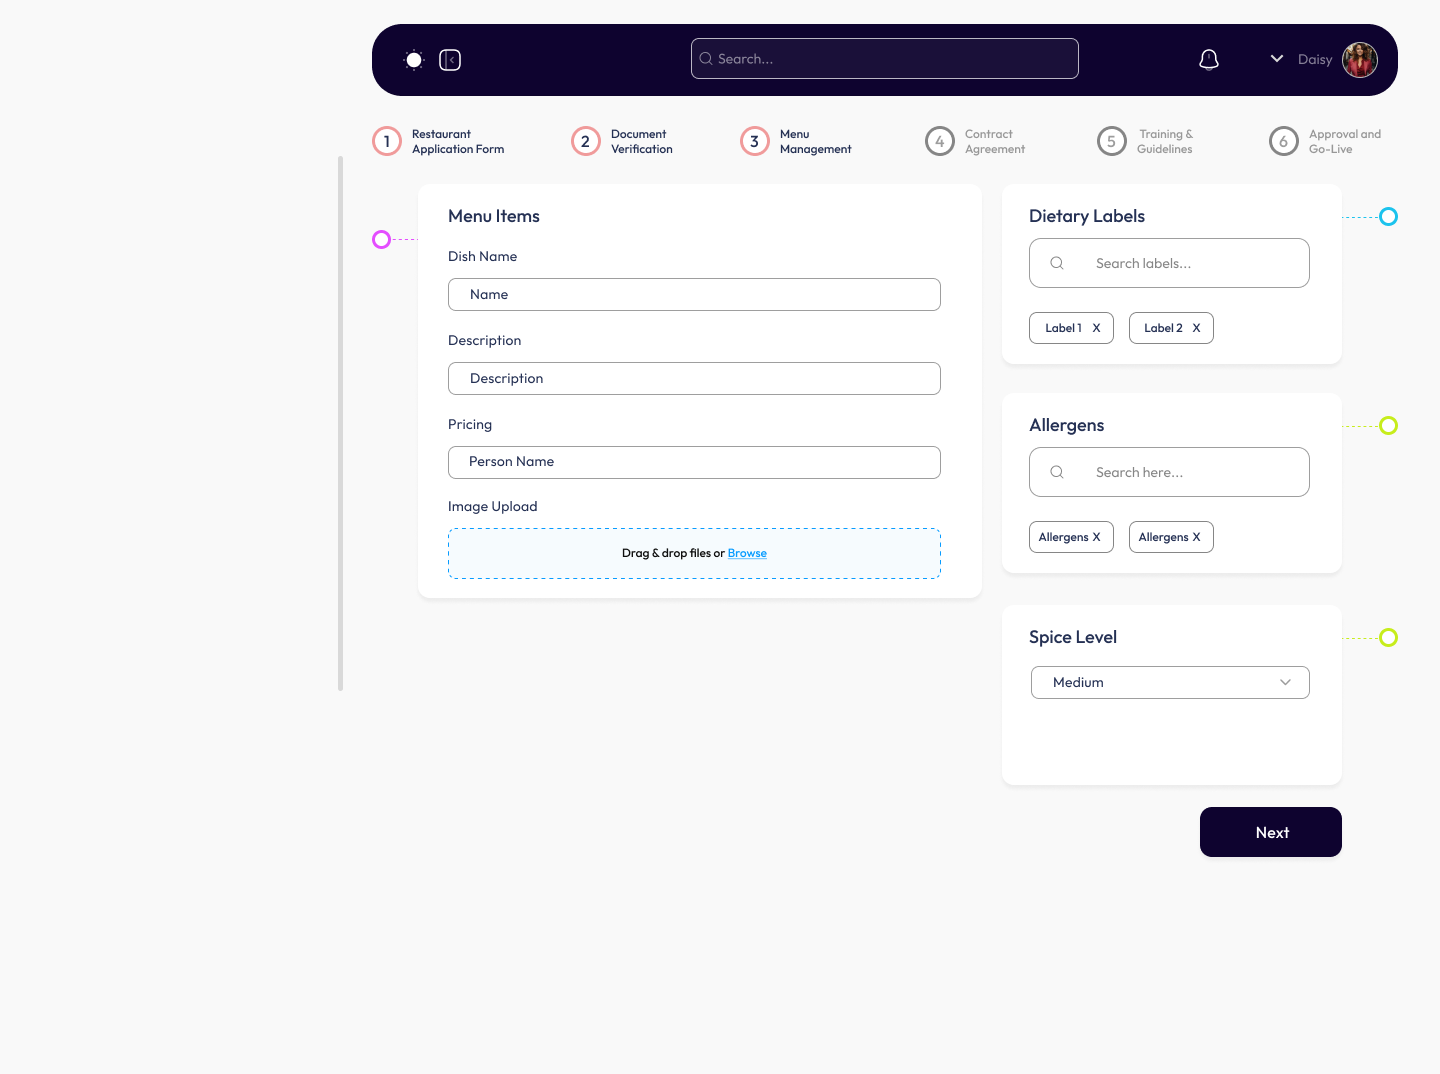 Search...
Daisy
1
Restaurant
Application Form
2
Document
Verification
3
Menu
Management
4
Contract
Agreement
5
Training &
Guidelines
6
Approval and
Go-Live
Menu Items
Dish Name
Name
Description
Description
Pricing
Person Name
Image Upload
Drag & drop files or Browse
Dietary Labels
Search labels...
Label 1 X
Label 2 X
Allergens
Search here...
Allergens X
Allergens X
Spice Level
Medium
Next